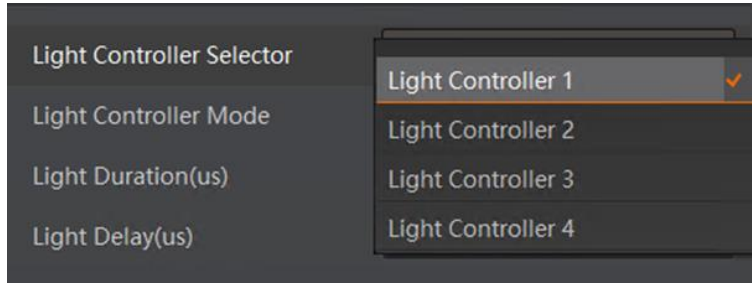 Light Controller Selector
Light Controller 1
Light Controller Mode
Light Controller 2
Light Duration(us)
Light Controller 3
Light Delay(us)
Light Controller 4